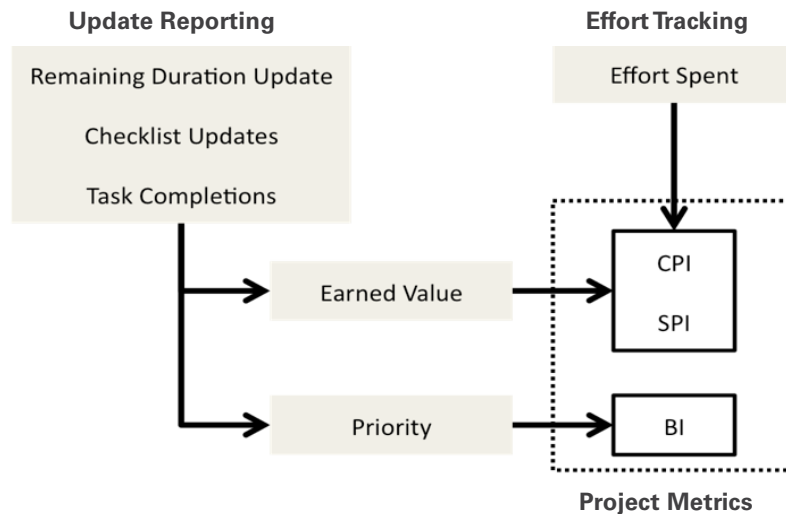 Update Reporting
Effort Tracking
Remaining Duration Update
Checklist Updates
Task Completions
Effort Spent
Earned Value
CPI
SPI
Priority
BI
Project Metrics